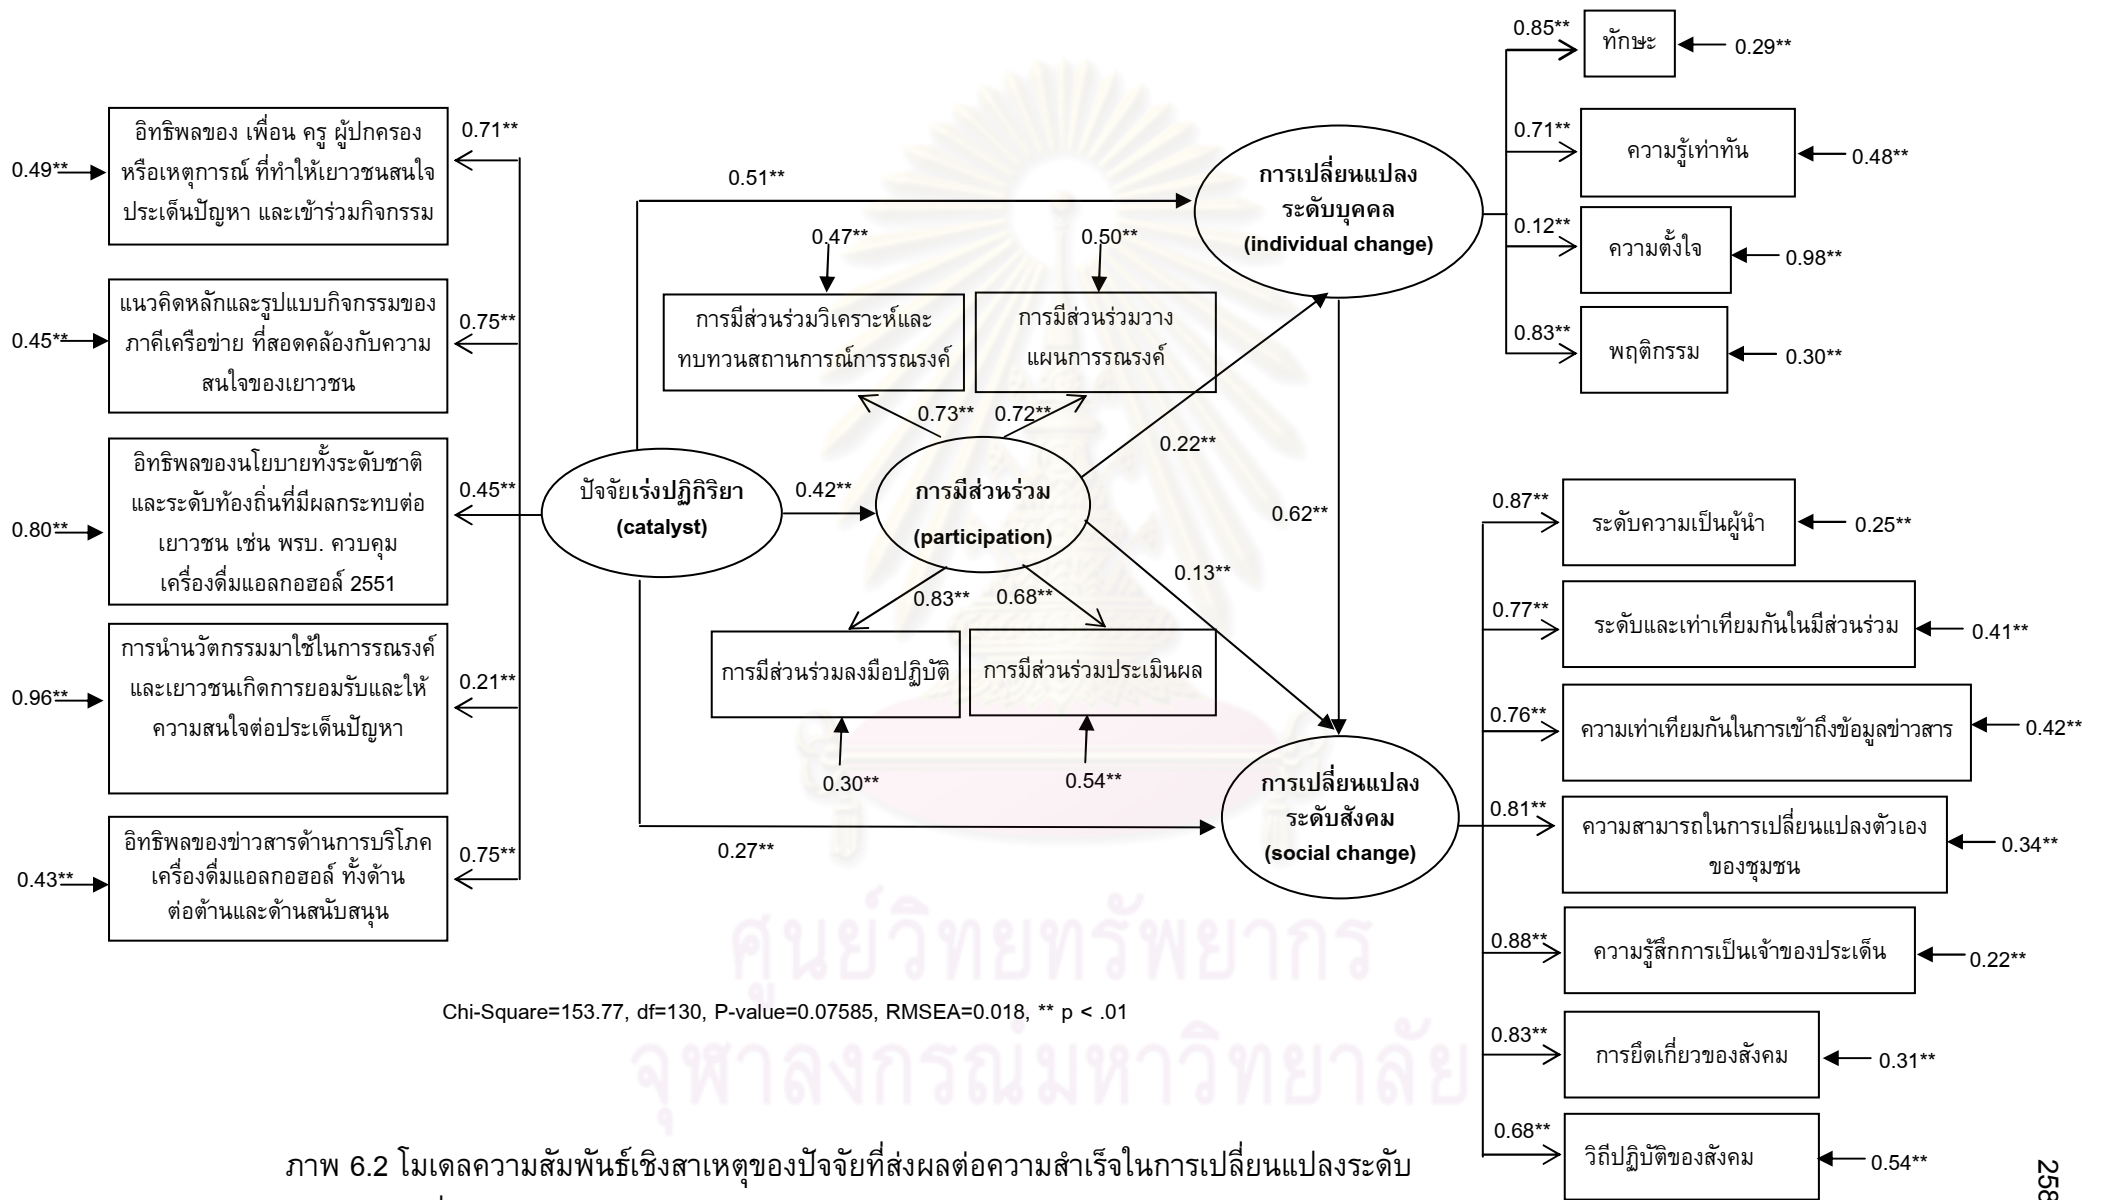 0.49**
อิทธิพลของ เพื่อน ครู ผู้ปกครอง
หรือเหตุการณ์ ที่ทำให้เยาวชนสนใจ
ประเด็นปัญหา และเข้าร่วมกิจกรรม
0.71**
0.45**
แนวคิดหลักและรูปแบบกิจกรรมของ
ภาคีเครือข่าย ที่สอดคล้องกับความ
สนใจของเยาวชน
0.75**
0.80**
อิทธิพลของนโยบายทั้งระดับชาติ
และระดับท้องถิ่นที่มีผลกระทบต่อ
เยาวชน เช่น พรบ. ควบคุม
เครื่องดื่มแอลกอฮอล์ 2551
0.45**
0.96**
การนำนวัตกรรมมาใช้ในการรณรงค์
และเยาวชนเกิดการยอมรับและให้
ความสนใจต่อประเด็นปัญหา
0.21**
0.43**
อิทธิพลของข่าวสารด้านการบริโภค
เครื่องดื่มแอลกอฮอล์ ทั้งด้าน
ต่อต้านและด้านสนับสนุน
0.75**
ปัจจัยเร่งปฏิกิริยา
(catalyst)
0.51**
0.42**
0.27**
0.47**
การมีส่วนร่วมวิเคราะห์และ
ทบทวนสถานการณ์การรณรงค์
0.50**
การมีส่วนร่วมวาง
แผนการรณรงค์
0.73**
0.72**
การมีส่วนร่วม
(participation)
0.83**
0.68**
การมีส่วนร่วมลงมือปฏิบัติ
การมีส่วนร่วมประเมินผล
0.30**
0.54**
0.22**
0.13**
0.62**
การเปลี่ยนแปลง
ระดับบุคคล
(individual change)
0.85**
ทักษะ
0.29**
0.71**
ความรู้เท่าทัน
0.48**
0.12**
ความตั้งใจ
0.98**
0.83**
พฤติกรรม
0.30**
การเปลี่ยนแปลง
ระดับสังคม
(social change)
0.87**
ระดับความเป็นผู้นำ
0.25**
0.77**
ระดับและเท่าเทียมกันในมีส่วนร่วม
0.41**
0.76**
ความเท่าเทียมกันในการเข้าถึงข้อมูลข่าวสาร
0.42**
0.81**
ความสามารถในการเปลี่ยนแปลงตัวเอง
ของชุมชน
0.34**
0.88**
ความรู้สึกการเป็นเจ้าของประเด็น
0.22**
0.83**
การยึดเกี่ยวของสังคม
0.31**
0.68**
วิถีปฏิบัติของสังคม
0.54**
ศูนย์วิทยทรัพยากร
จุฬาลงกรณ์มหาวิทยาลัย
Chi-Square=153.77, df=130, P-value=0.07585, RMSEA=0.018, ** p < .01
ภาพ 6.2 โมเดลความสัมพันธ์เชิงสาเหตุของปัจจัยที่ส่งผลต่อความสำเร็จในการเปลี่ยนแปลงระดับ
258